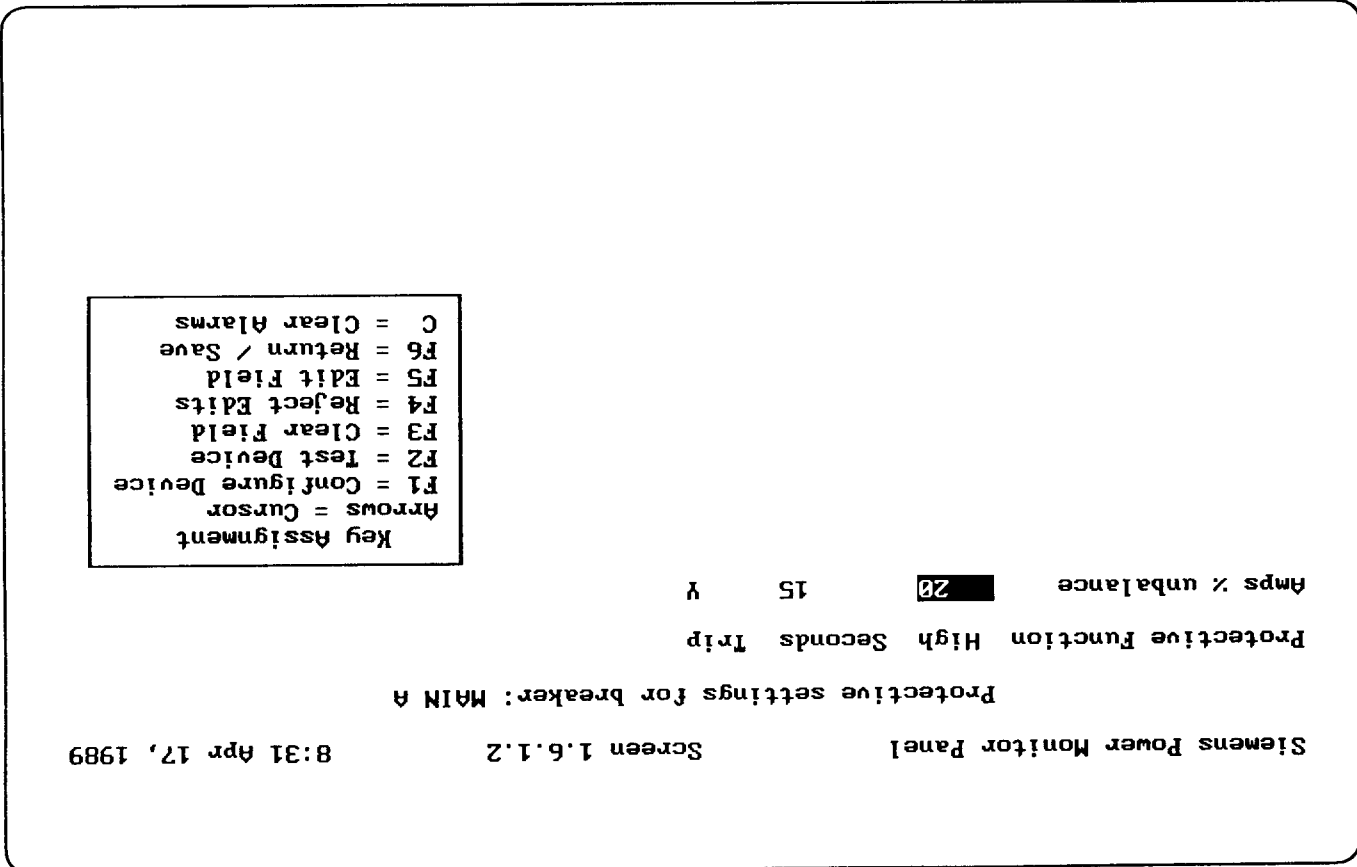 Siemens Power Monitor Panel Screen 1.6.1.2 8:31 Apr 17, 1989
Protective settings for breaker: MAIN A
Protective Function High Seconds Trip
Amps % unbalance 20 15 Y
Key Assignment
Arrows = Cursor
F1 = Configure Device
F2 = Test Device
F3 = Clear Field
F4 = Reject Edits
F5 = Edit Field
F6 = Return / Save
C = Clear Alarms